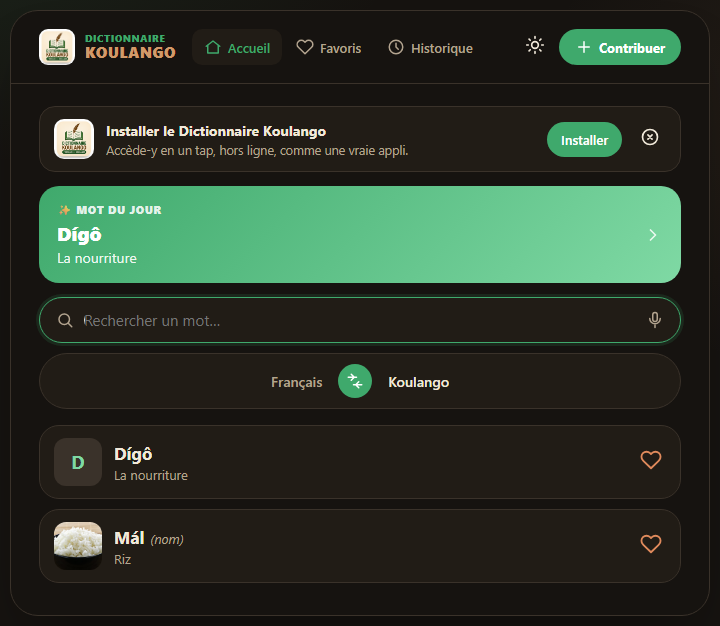 DICTIONNAIRE
KOULANGO
Accueil
Favoris
Historique
+ Contribuer
Installer le Dictionnaire Koulango
Accède-y en un tap, hors ligne, comme une vraie appli.
Installer
✨ MOT DU JOUR
Dígô
La nourriture
Rechercher un mot...
Français
Koulango
D
Dígô
La nourriture
Mál (nom)
Riz